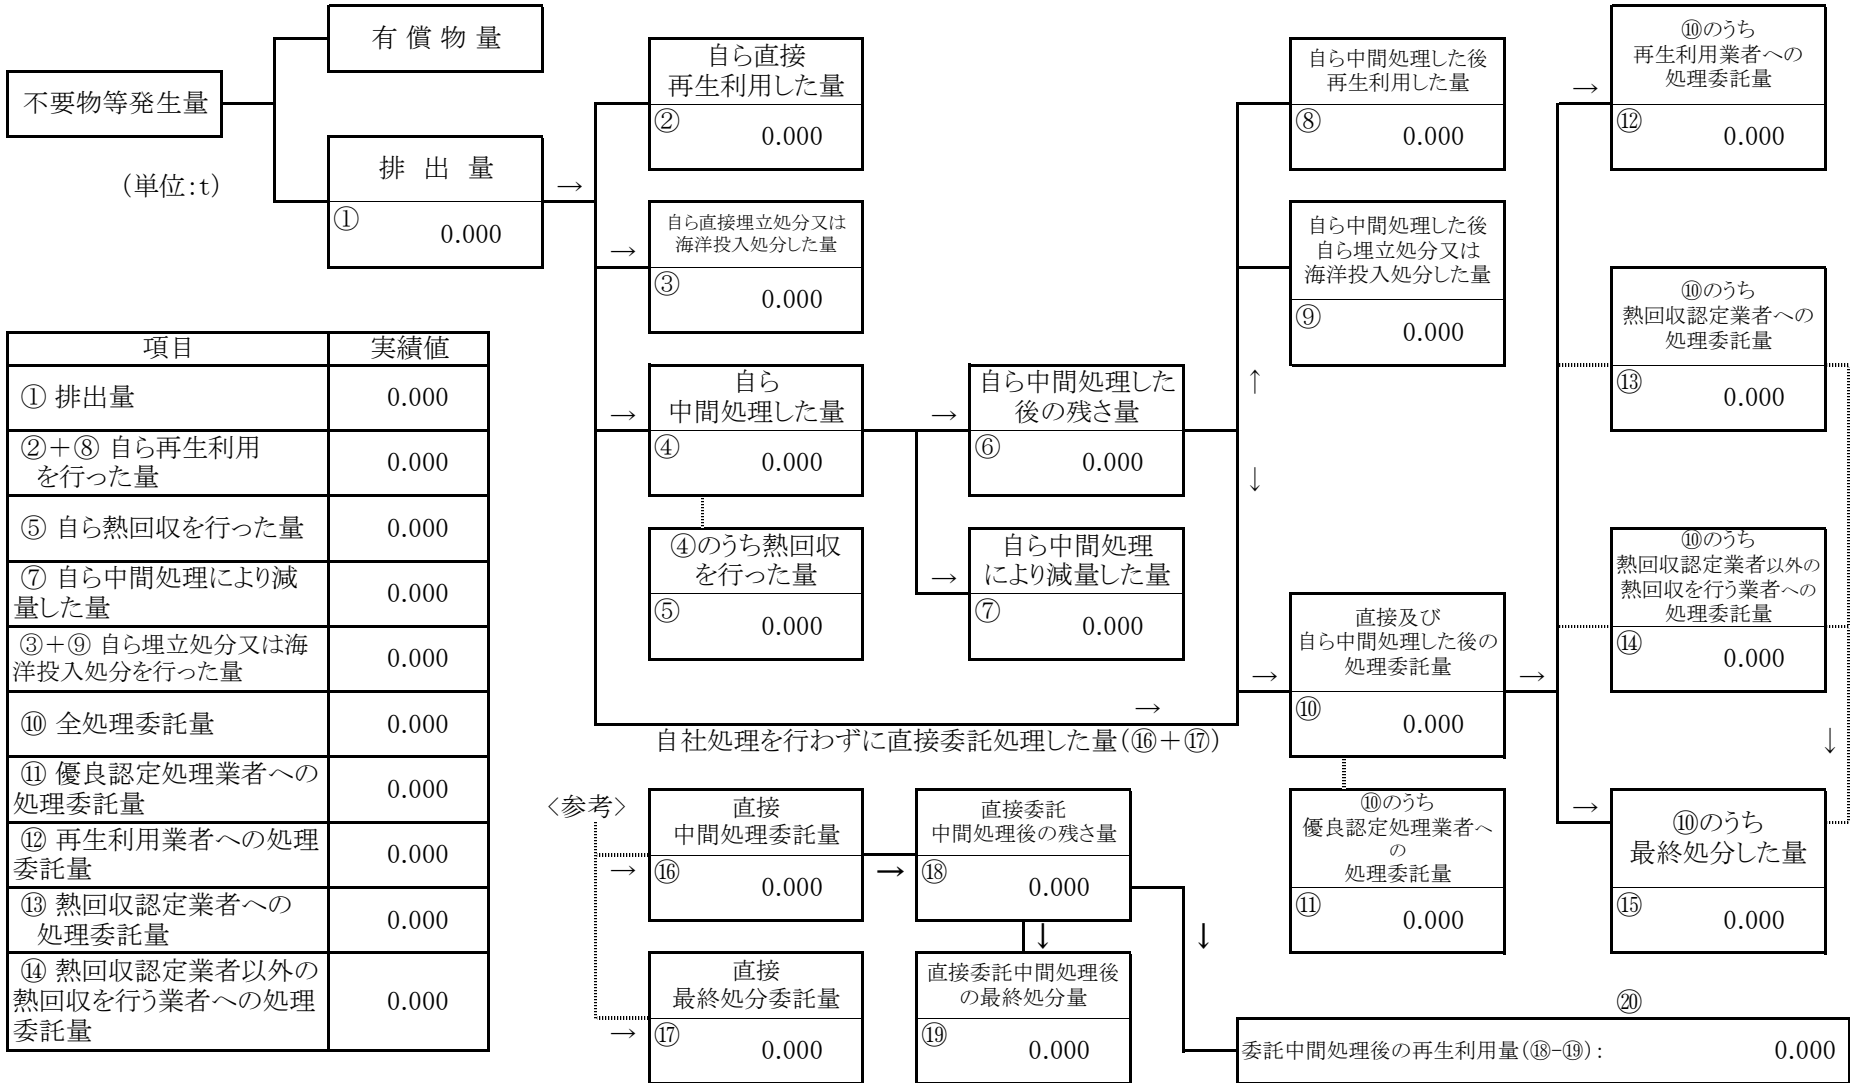 不要物等発生量
(単位:t)
有 償 物 量
排 出 量
→
①
0.000
自ら直接
再生利用した量
②
0.000
→
自ら直接埋立処分又は
海洋投入処分した量
③
0.000
→
自ら
中間処理した量
④
0.000
④のうち熱回収
を行った量
⑤
0.000
→
自ら中間処理した
後の残さ量
⑥
0.000
→
自ら中間処理
により減量した量
⑦
0.000
↑
↓
自ら中間処理した後
再生利用した量
⑧
0.000
自ら中間処理した後
自ら埋立処分又は
海洋投入処分した量
⑨
0.000
→
自社処理を行わずに直接委託処理した量(⑯+⑰)
→
直接及び
自ら中間処理した後の
処理委託量
⑩
0.000
→
⑩のうち
優良認定処理業者へ
の
処理委託量
⑪
0.000
→
⑩のうち
再生利用業者への
処理委託量
⑫
0.000
⑩のうち
熱回収認定業者への
処理委託量
⑬
0.000
⑩のうち
熱回収認定業者以外の
熱回収を行う業者への
処理委託量
⑭
0.000
↓
→
⑩のうち
最終処分した量
⑮
0.000
項目 実績値
① 排出量 0.000
②+⑧ 自ら再生利用
を行った量
0.000
⑤ 自ら熱回収を行った量 0.000
⑦ 自ら中間処理により減
量した量
0.000
③+⑨ 自ら埋立処分又は海
洋投入処分を行った量
0.000
⑩ 全処理委託量 0.000
⑪ 優良認定処理業者への
処理委託量
0.000
⑫ 再生利用業者への処理
委託量
0.000
⑬ 熱回収認定業者への
処理委託量
0.000
⑭ 熱回収認定業者以外の
熱回収を行う業者への処理
委託量
0.000
〈参考〉
→
直接
中間処理委託量
⑯
0.000
→
直接
最終処分委託量
⑰
0.000
→
直接委託
中間処理後の残さ量
⑱
0.000
↓
直接委託中間処理後
の最終処分量
⑲
0.000
↓
⑳
委託中間処理後の再生利用量(⑱-⑲): 0.000